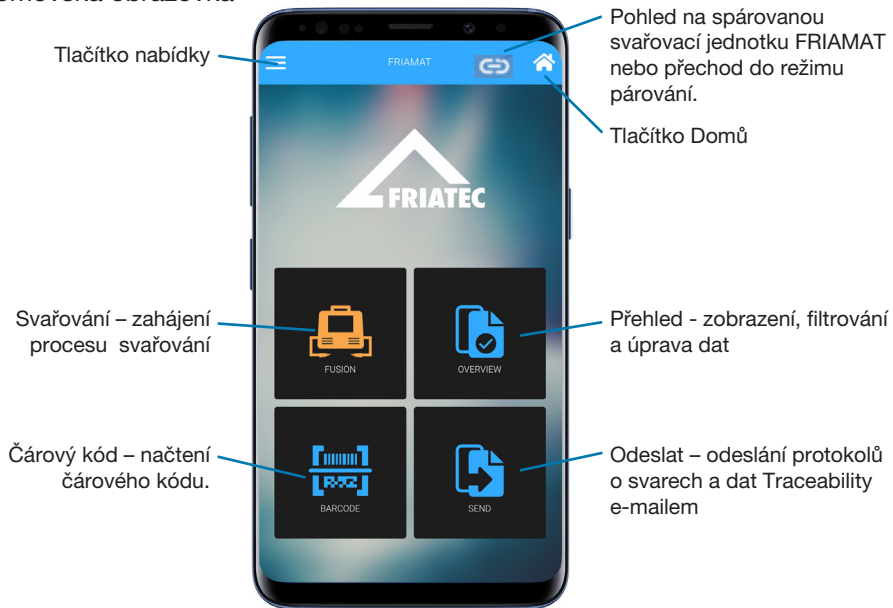 Tlačítko nabídky
FRIAMAT
Pohled na spárovanou
svařovací jednotku FRIAMAT
nebo přechod do režimu
párování.
Tlačítko Domů
FRIATEC
Svařování – zahájení
procesu svařování
FUSION
OVERVIEW
Přehled - zobrazení, filtrování
a úprava dat
Čárový kód – načtení
čárového kódu.
BARCODE
SEND
Odeslat – odeslání protokolů
o svarech a dat Traceability
e-mailem